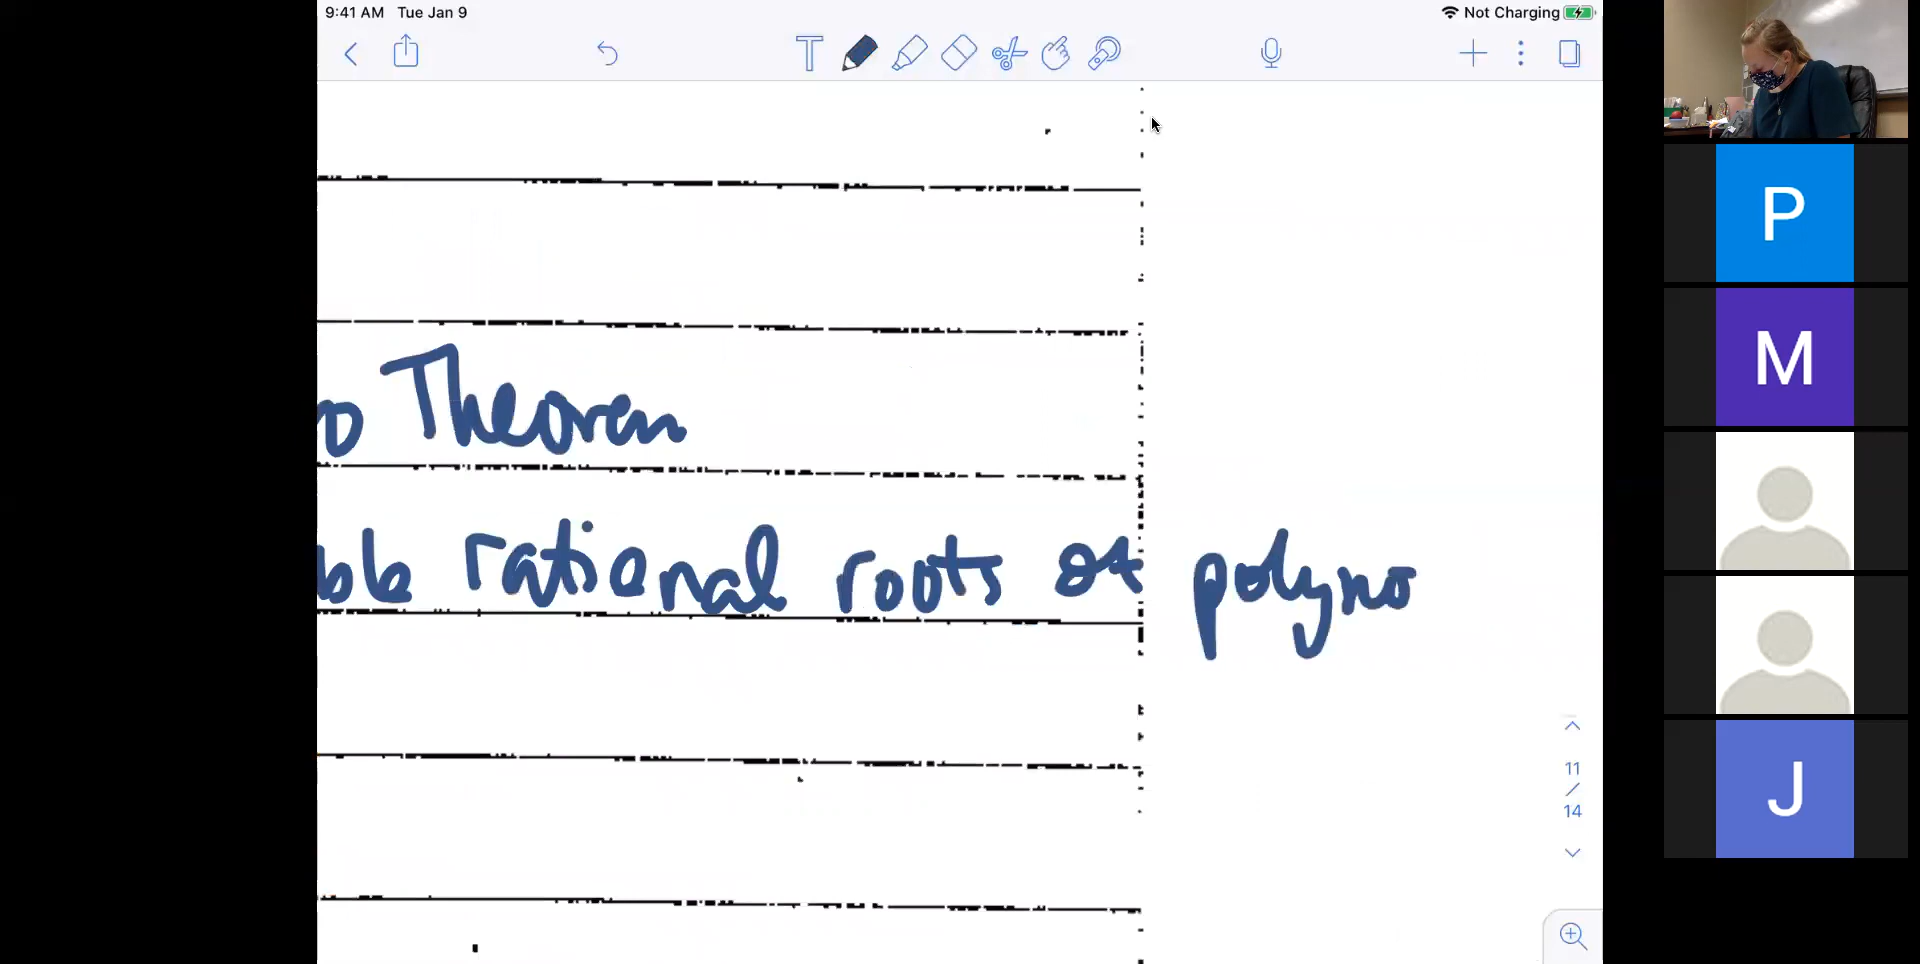 9:41 AM Tue Jan 9
Not Charging
T
P
M
o Theorem
ble rational roots of polyno
11
/
14
J